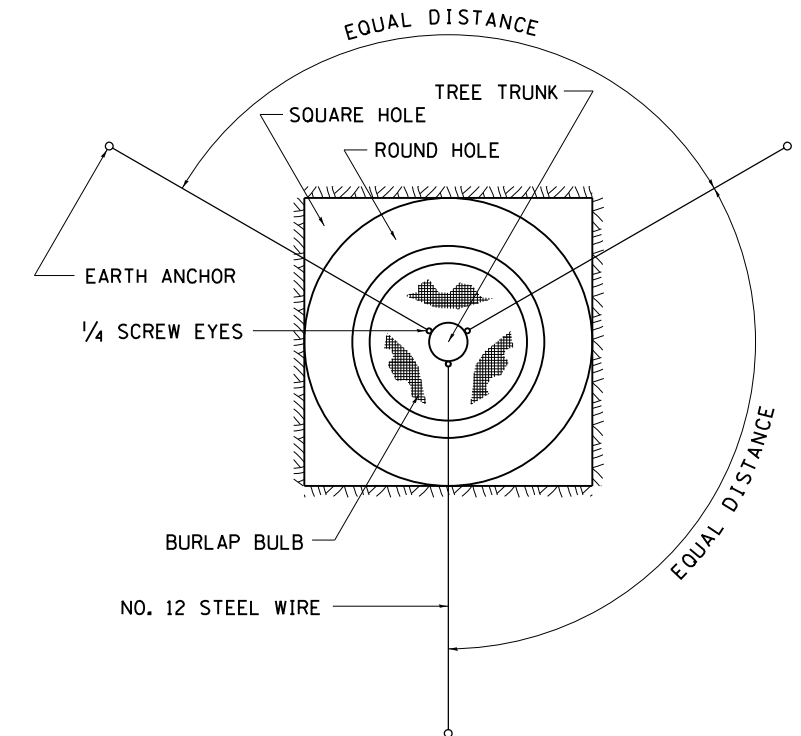 EQUAL DISTANCE
TREE TRUNK
SQUARE HOLE
ROUND HOLE
EARTH ANCHOR
1/4 SCREW EYES
BURLAP BULB
NO. 12 STEEL WIRE
EQUAL DISTANCE